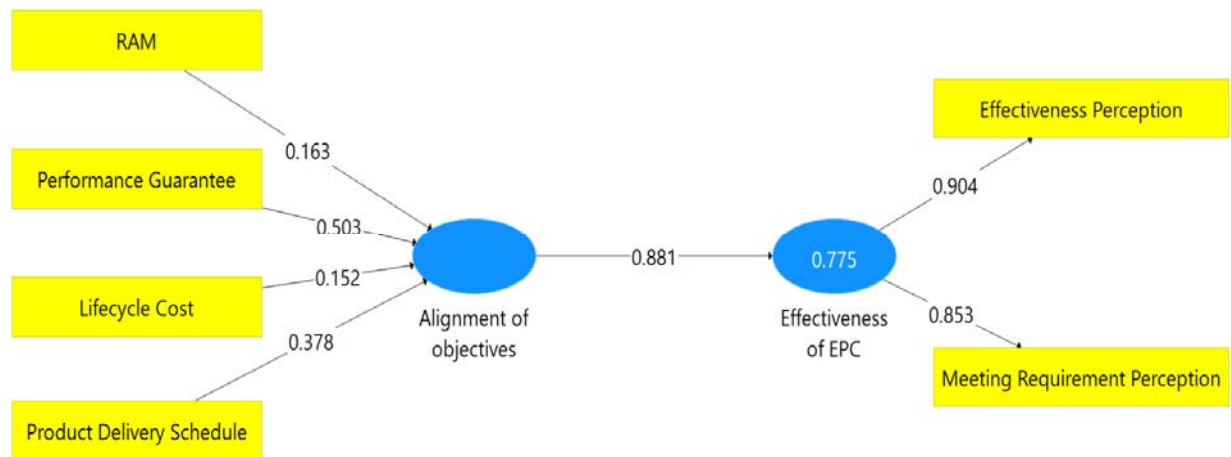 RAM
0.163
Performance Guarantee
0.503
Lifecycle Cost
0.152
Product Delivery Schedule
0.378
Alignment of
objectives
0.881
0.775
Effectiveness
of EPC
Effectiveness Perception
0.904
0.853
Meeting Requirement Perception